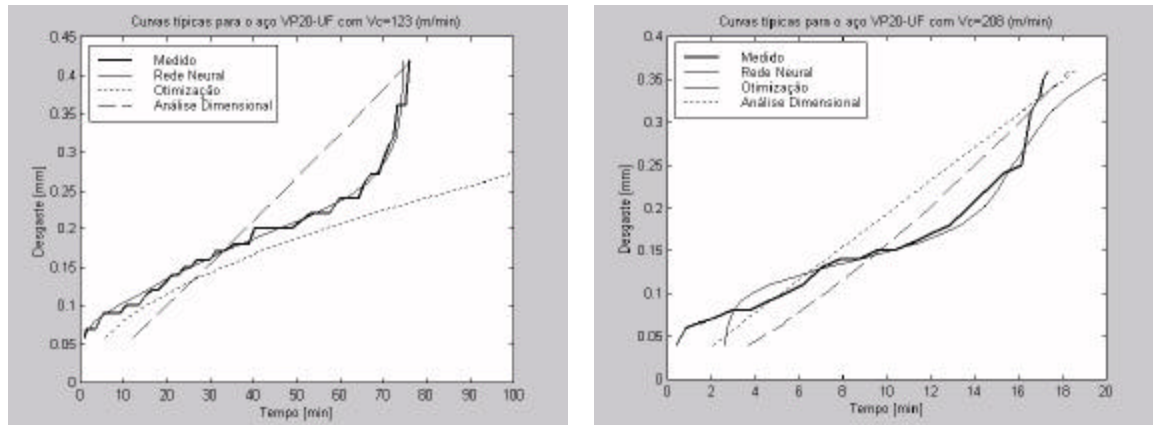 Curvas típicas para o aço VP20-UF com Vc=123 (m/min)
0.45
0.4
0.35
0.3
0.25
0.2
0.15
0.1
0.05
0
Desgaste [mm]
Medido
Rede Neural
Otimização
Análise Dimensional
0 10 20 30 40 50 60 70 80 90 100
Tempo [min]
Curvas típicas para o aço VP20-UF com Vc=208 (m/min)
0.4
0.35
0.3
0.25
0.2
0.15
0.1
0.05
0
Desgaste [mm]
Medido
Rede Neural
Otimização
Análise Dimensional
0 2 4 6 8 10 12 14 16 18 20
Tempo [min]